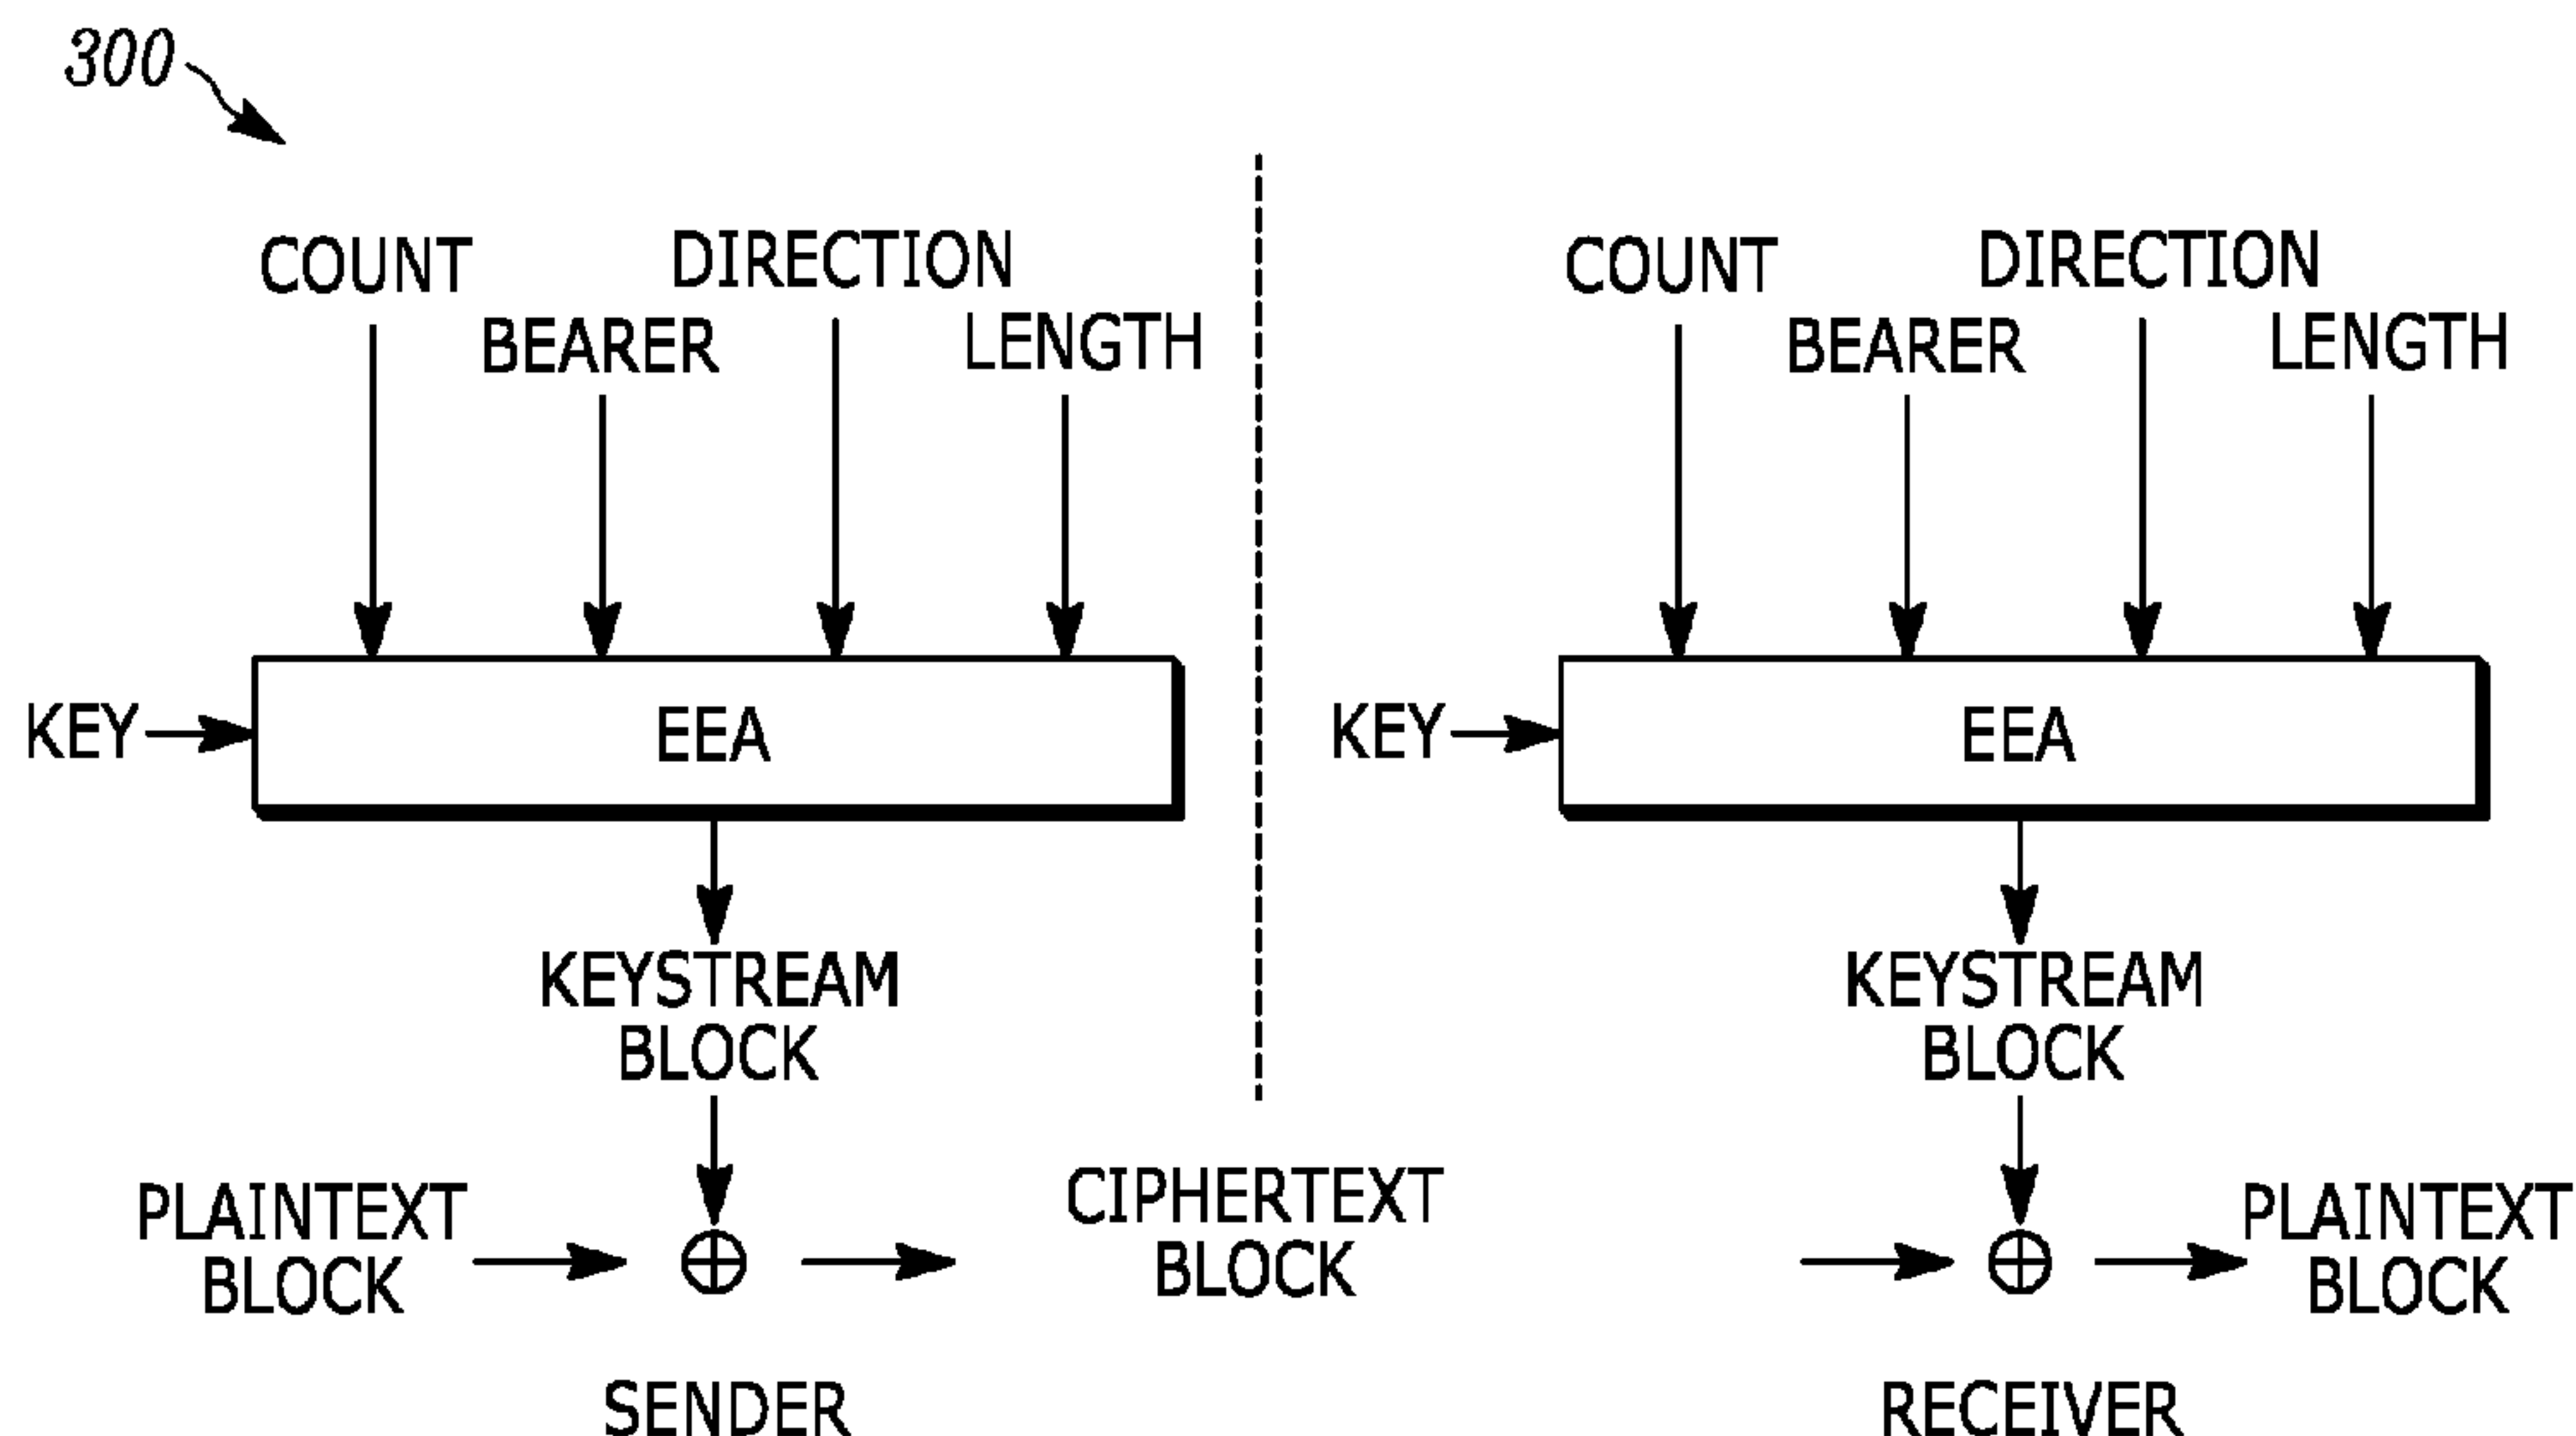 300
COUNT
DIRECTION
BEARER
LENGTH
KEY
EEA
KEYSTREAM
BLOCK
PLAINTEXT
BLOCK
CIPHERTEXT
BLOCK
SENDER
COUNT
DIRECTION
BEARER
LENGTH
KEY
EEA
KEYSTREAM
BLOCK
PLAINTEXT
BLOCK
RECEIVER